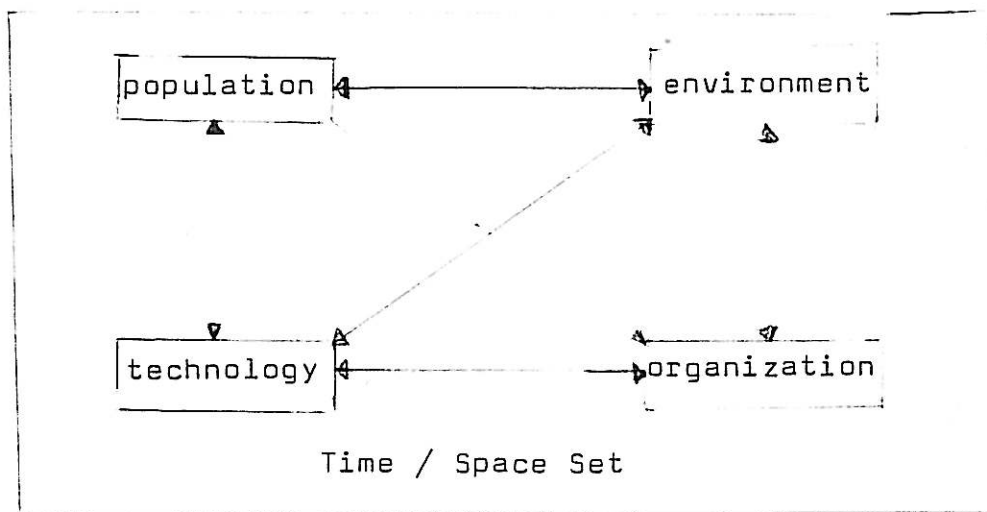 population environment
technology organization
Time / Space Set